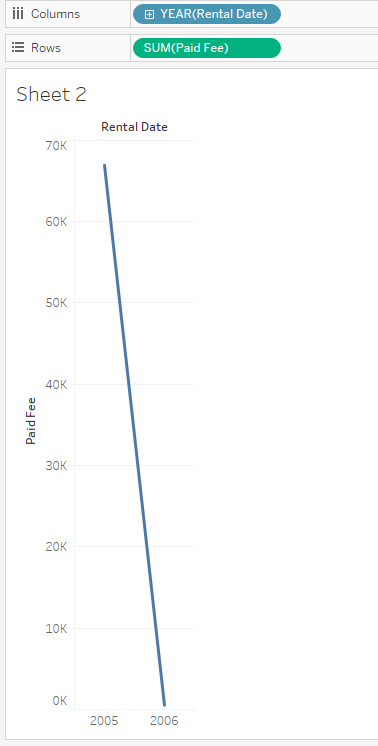 Columns
YEAR(Rental Date)
Rows
SUM(Paid Fee)
Sheet 2
Rental Date
70K
60K
50K
40K
30K
20K
10K
0K
Paid Fee
2005 2006